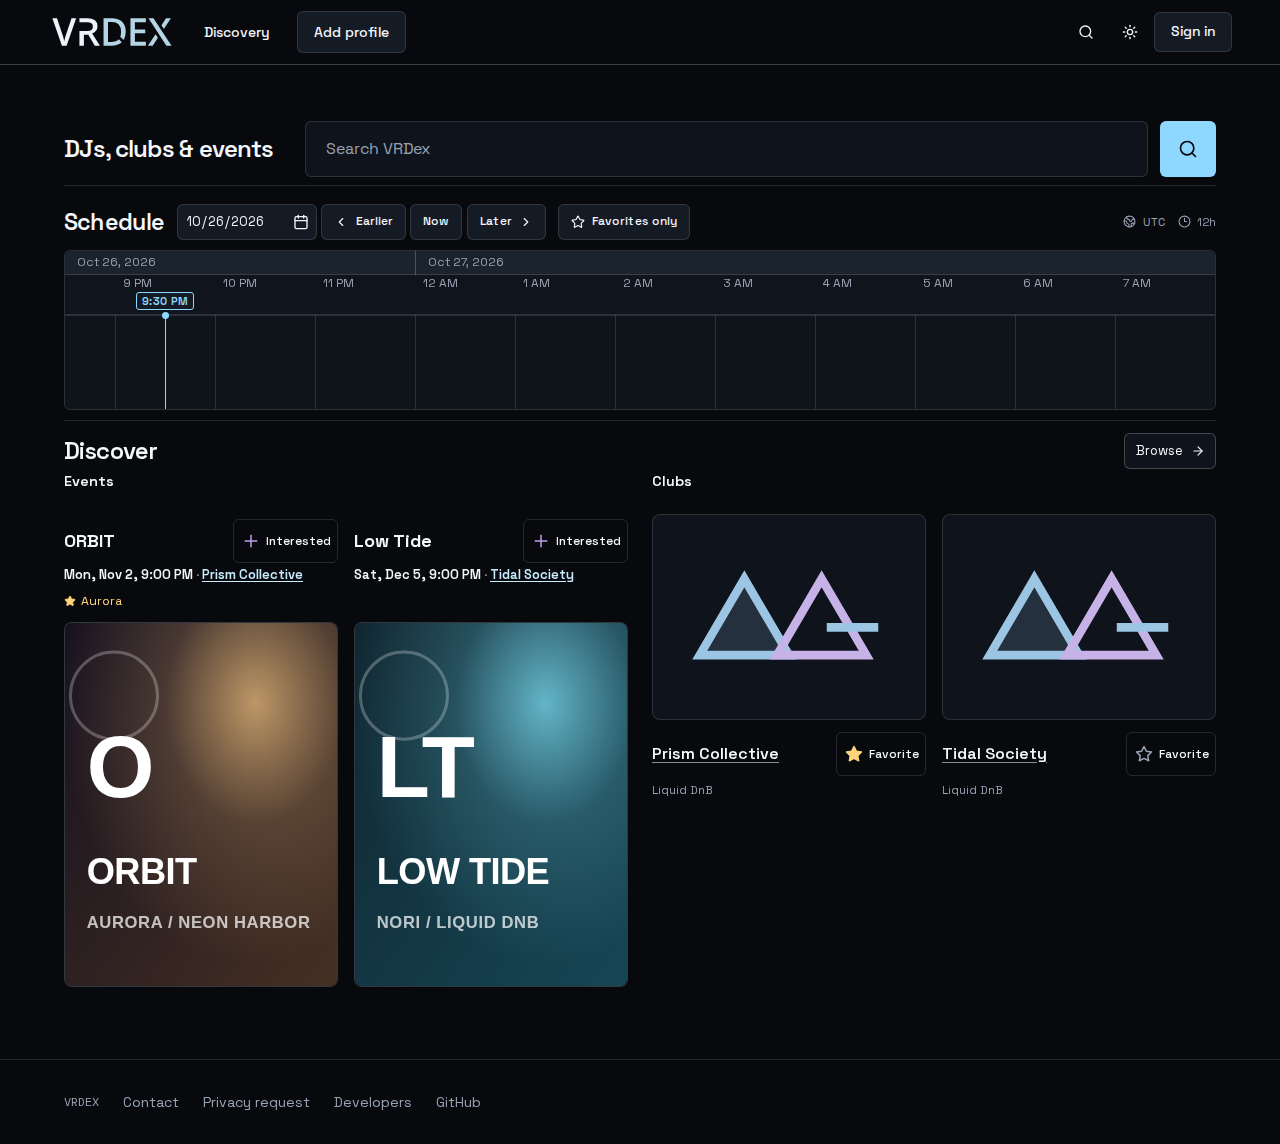 VRDEX Discovery Add profile Sign in
DJs, clubs & events Search VRDex
Schedule 10/26/2026 Earlier Now Later Favorites only UTC 12h
Oct 26, 2026 Oct 27, 2026
9 PM 10 PM 11 PM 12 AM 1 AM 2 AM 3 AM 4 AM 5 AM 6 AM 7 AM
9:30 PM
Discover Browse
Events Clubs
ORBIT Interested Low Tide Interested
Mon, Nov 2, 9:00 PM · Prism Collective Sat, Dec 5, 9:00 PM · Tidal Society
Aurora
O LT
ORBIT LOW TIDE
AURORA / NEON HARBOR NORI / LIQUID DNB
Prism Collective Favorite Tidal Society Favorite
Liquid DnB Liquid DnB
VRDEX Contact Privacy request Developers GitHub